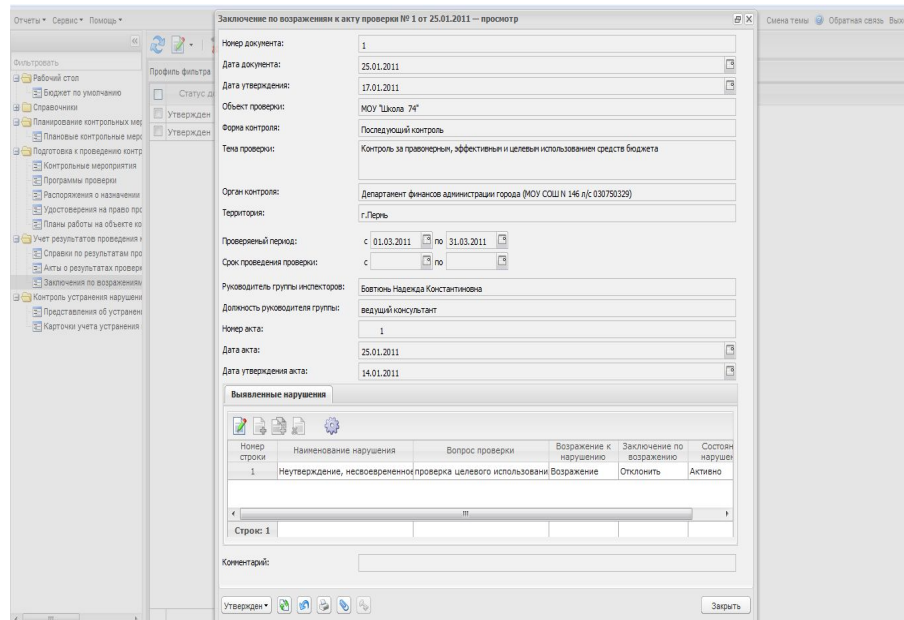 Отчеты Сервис Помощь
Заключение по возражениям к акту проверки № 1 от 25.01.2011 — просмотр
Смена темы Обратная связь Вых
Фильтровать
Рабочий стол
Бюджет по умолчанию
Справочники
Планирование контрольных мер
Плановые контрольные меро
Подготовка к проведению контр
Контрольные мероприятия
Программы проверки
Распоряжения о назначении
Удостоверения на право про
Планы работы на объекте ко
Учет результатов проведения к
Справки по результатам про
Акты о результатах проверк
Заключения по возражениям
Контроль устранения нарушени
Представления об устранен
Карточки учета устранения
Профиль фильтра
Статус д
Утвержден
Утвержден
Номер документа: 1
Дата документа: 25.01.2011
Дата утверждения: 17.01.2011
Объект проверки: МОУ "Школа 74"
Форма контроля: Последующий контроль
Тема проверки: Контроль за правомерным, эффективным и целевым использованием средств бюджета
Орган контроля: Департамент финансов администрации города (МОУ СОШ N 146 л/с 030750329)
Территория: г.Пермь
Проверяемый период: с 01.03.2011 по 31.03.2011
Срок проведения проверки: с по
Руководитель группы инспекторов: Бовтюнь Надежда Константиновна
Должность руководителя группы: ведущий консультант
Номер акта: 1
Дата акта: 25.01.2011
Дата утверждения акта: 14.01.2011
Выявленные нарушения
Номер строки Наименование нарушения Вопрос проверки Возражение к нарушению Заключение по возражению Состоян нарушен
1 Неутверждение, несвоевременное проверка целевого использовани Возражение Отклонить Активно
Строк: 1
Комментарий:
Утвержден Закрыть